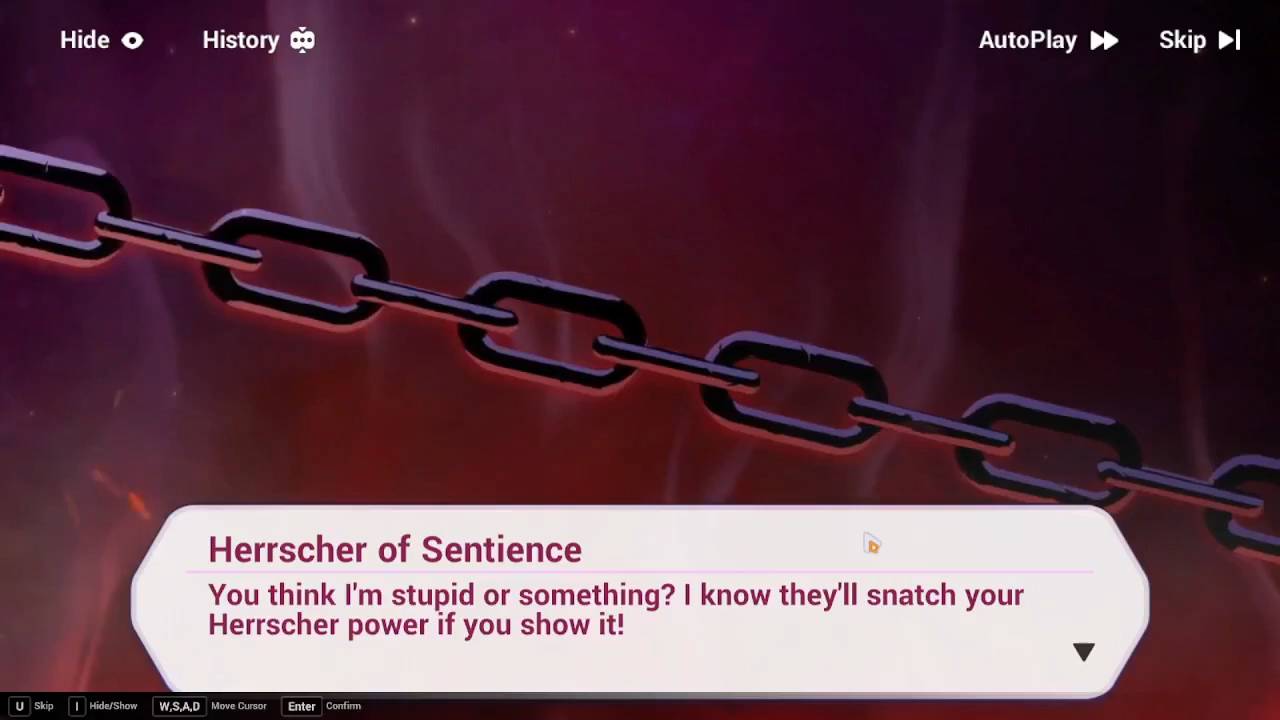 Hide
History
AutoPlay
Skip
Herrscher of Sentience
You think I'm stupid or something? I know they'll snatch your
Herrscher power if you show it!
U Skip I Hide/Show W,S,A,D Move Cursor Enter Confirm